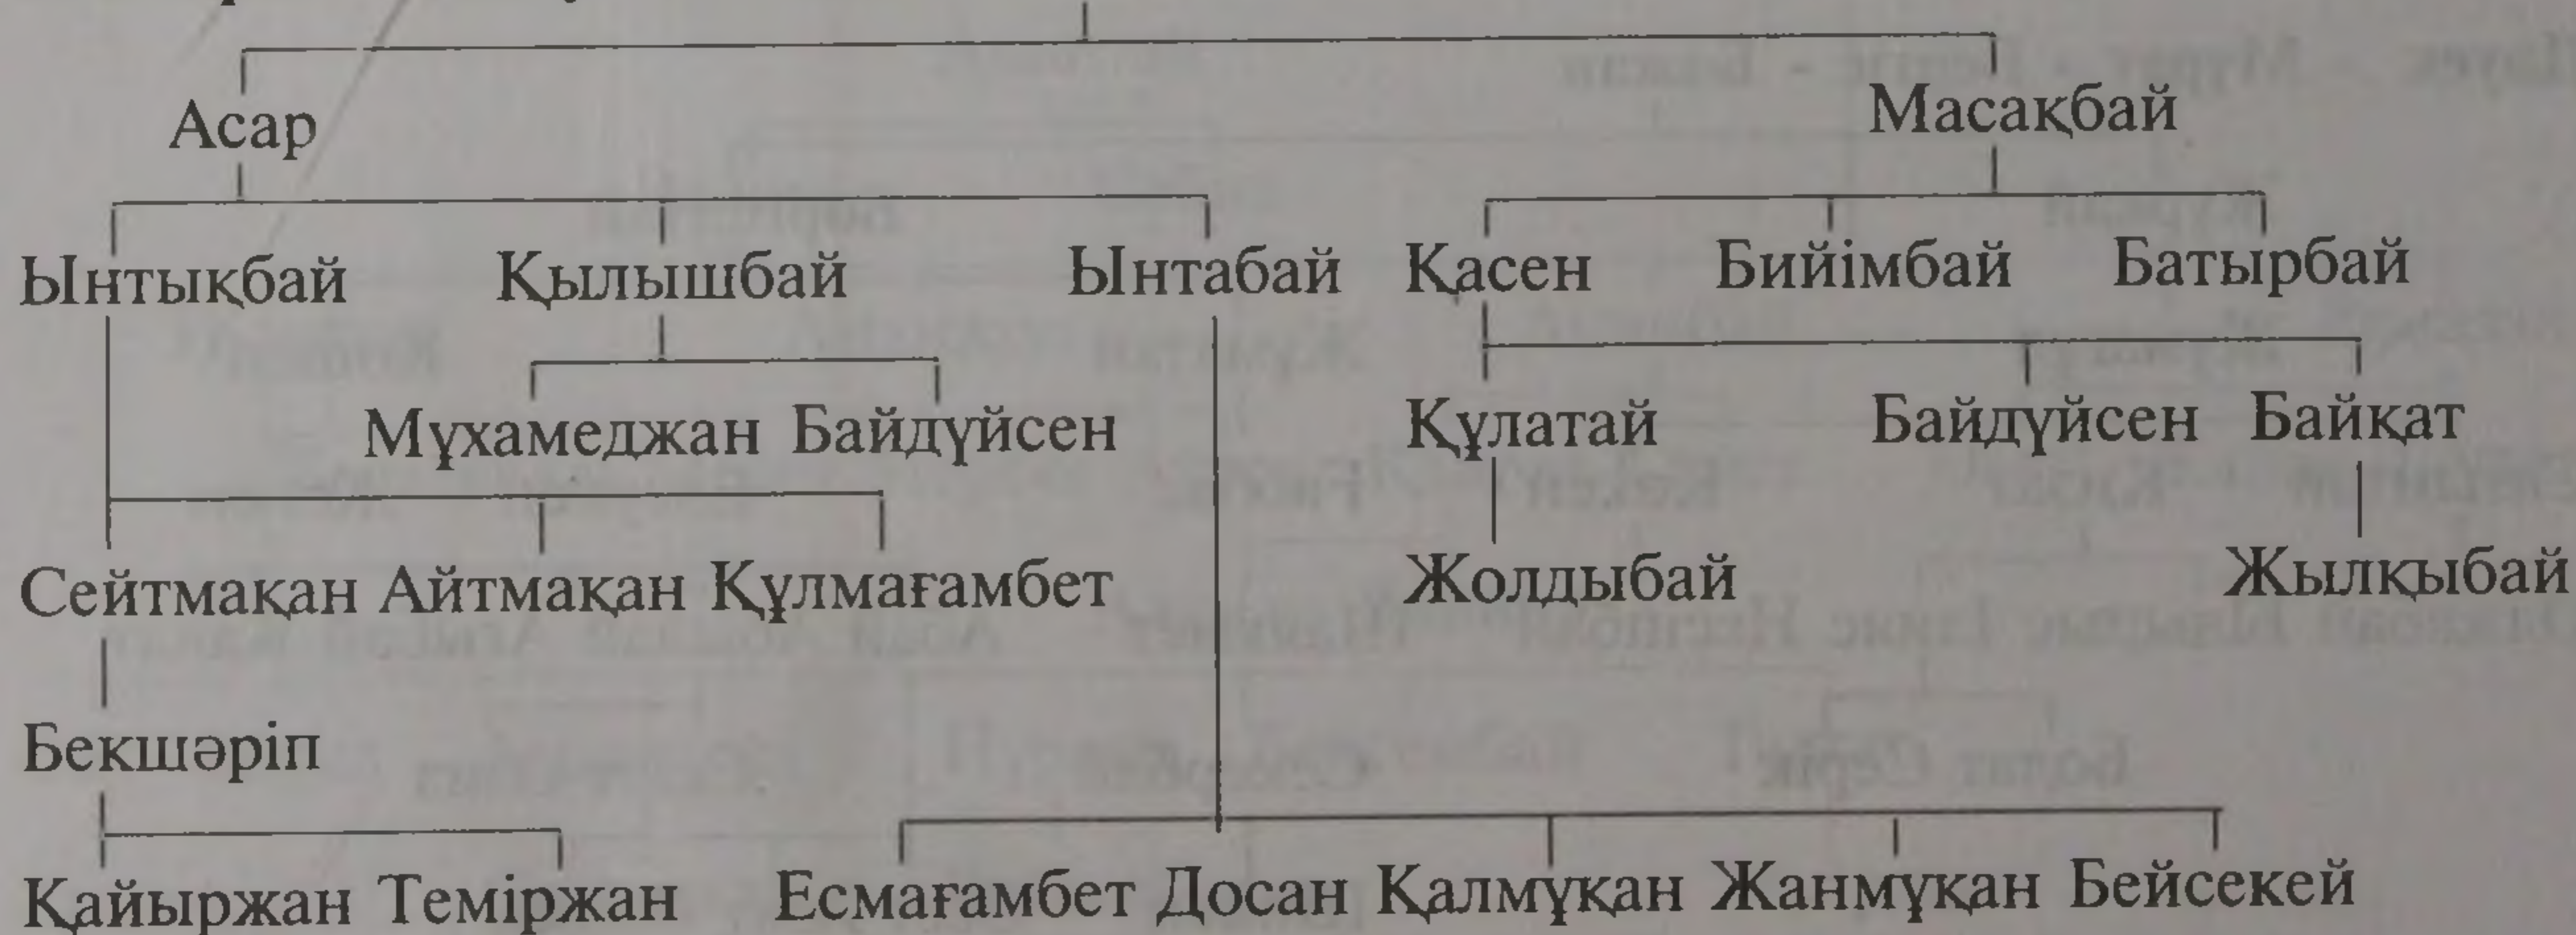 Асар Масақбай
Ынтықбай Қылышбай Ынтабай Қасен Бийімбай Батырбай
Мұхамеджан Байдүйсен Құлатай Байдүйсен Байқат
Сейтмақан Айтмақан Құлмағамбет Жолдыбай Жылқыбай
Бекшәріп
Қайыржан Теміржан Есмағамбет Досан Қалмұқан Жанмұқан Бейсекей